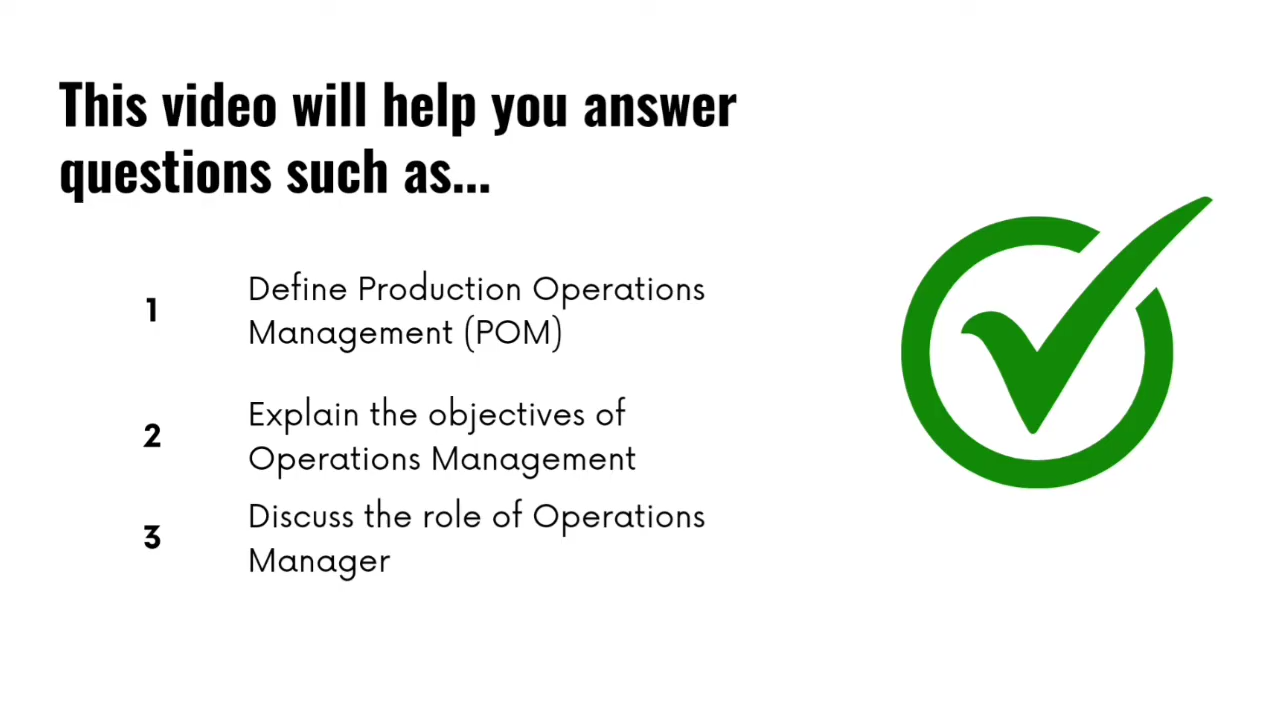 This video will help you answer
questions such as...
1
Define Production Operations
Management (POM)
2
Explain the objectives of
Operations Management
3
Discuss the role of Operations
Manager